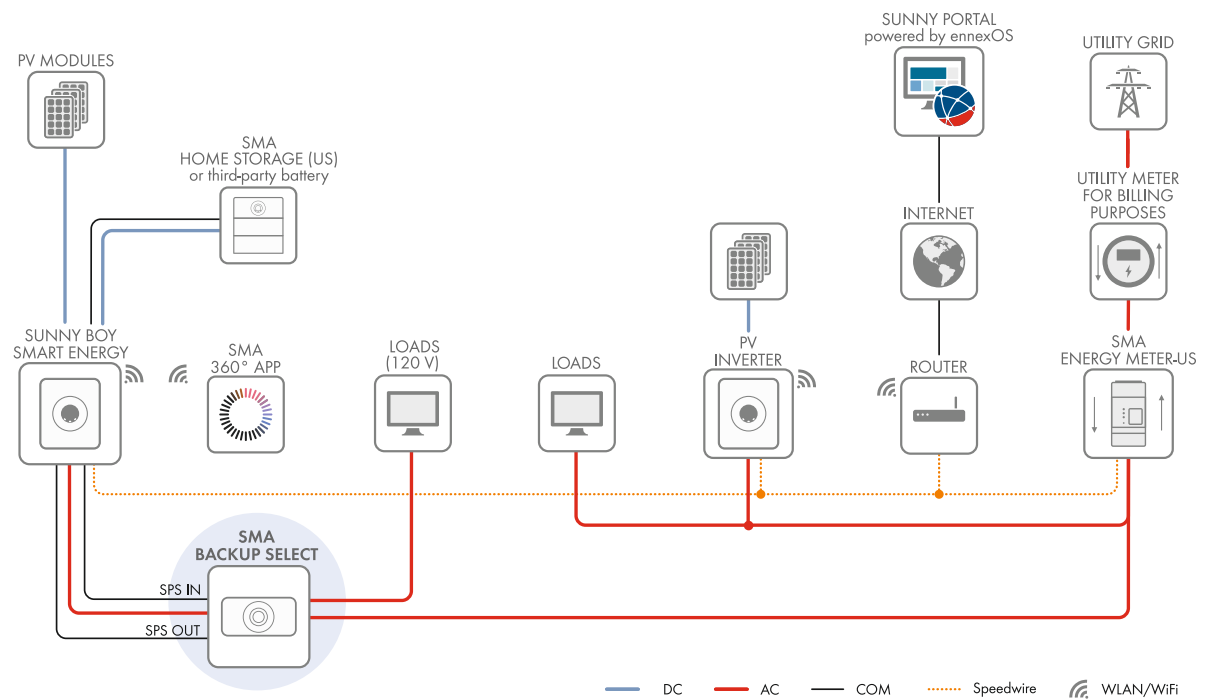 SUNNY PORTAL
powered by ennexOS
UTILITY GRID
PV MODULES
SMA
HOME STORAGE (US)
or third-party battery
UTILITY METER
FOR BILLING
PURPOSES
INTERNET
SUNNY BOY
SMART ENERGY
SMA
360° APP
LOADS
(120 V)
LOADS
PV
INVERTER
ROUTER
SMA
ENERGY METER-US
SMA
BACKUP SELECT
SPS IN
SPS OUT
DC
AC
COM
Speedwire
WLAN/WiFi